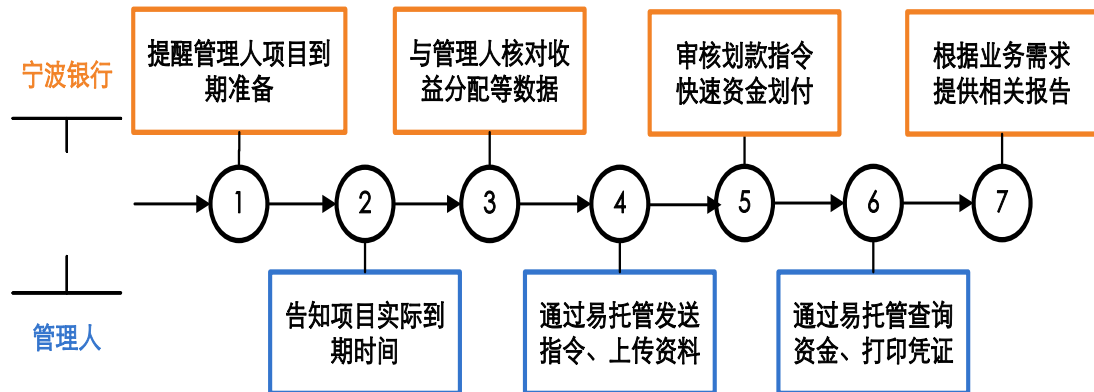 提醒管理人项目到
期准备
与管理人核对收
益分配等数据
审核划款指令
快速资金划付
根据业务需求
提供相关报告
宁波银行
1
2
3
4
5
6
7
管理人
告知项目实际到
期时间
通过易托管发送
指令、上传资料
通过易托管查询
资金、打印凭证